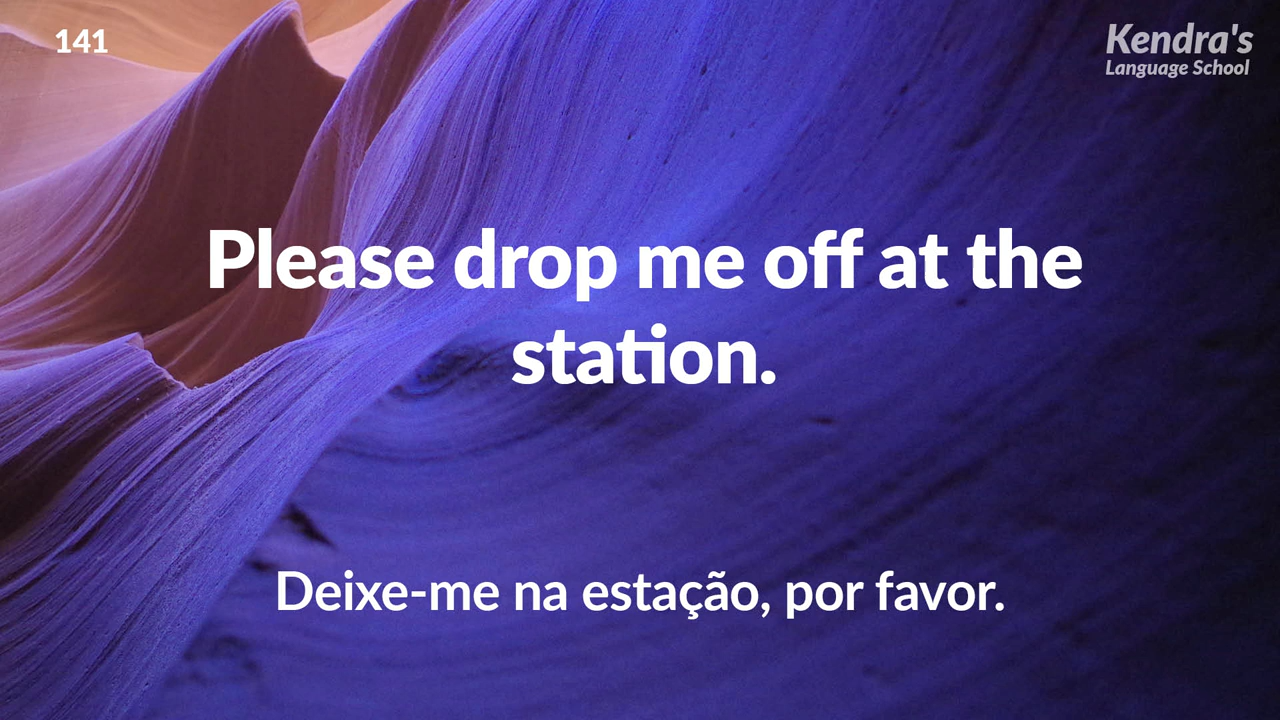 141
Kendra's
Language School
Please drop me off at the
station.
Deixe-me na estação, por favor.